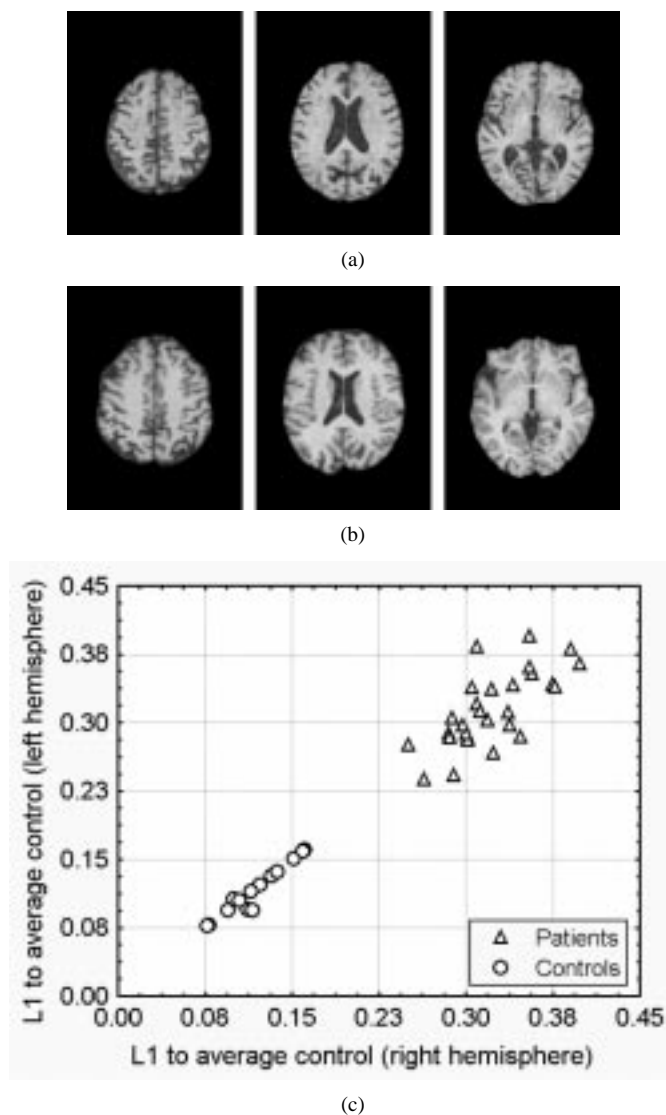 (a)
(b)
L1 to average control (left hemisphere)
0.45
0.38
0.30
0.23
0.15
0.08
0.00
Patients
Controls
0.00 0.08 0.15 0.23 0.30 0.38 0.45
L1 to average control (right hemisphere)
(c)